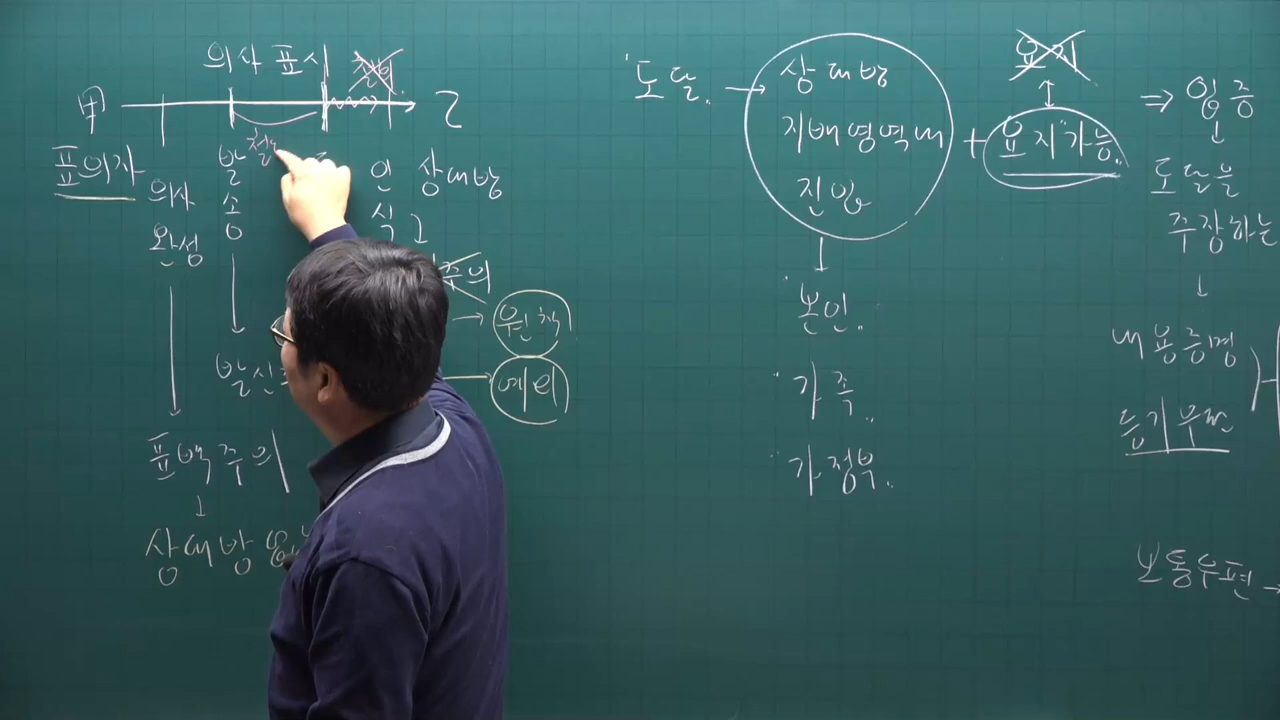 의사표시
甲 乙
표의자
의사
완성
발
송
인 상대방
식
주의
원칙
예외
발신
표백주의
↓
상대방
도달. → 상대방
지배영역내
진입
+ 요지가능.
요지
↕
↓
본인.
가족.
가정부.
⇒ 입증
↓
도달을
주장하는
↓
내용증명
등기우편
보통우편 →